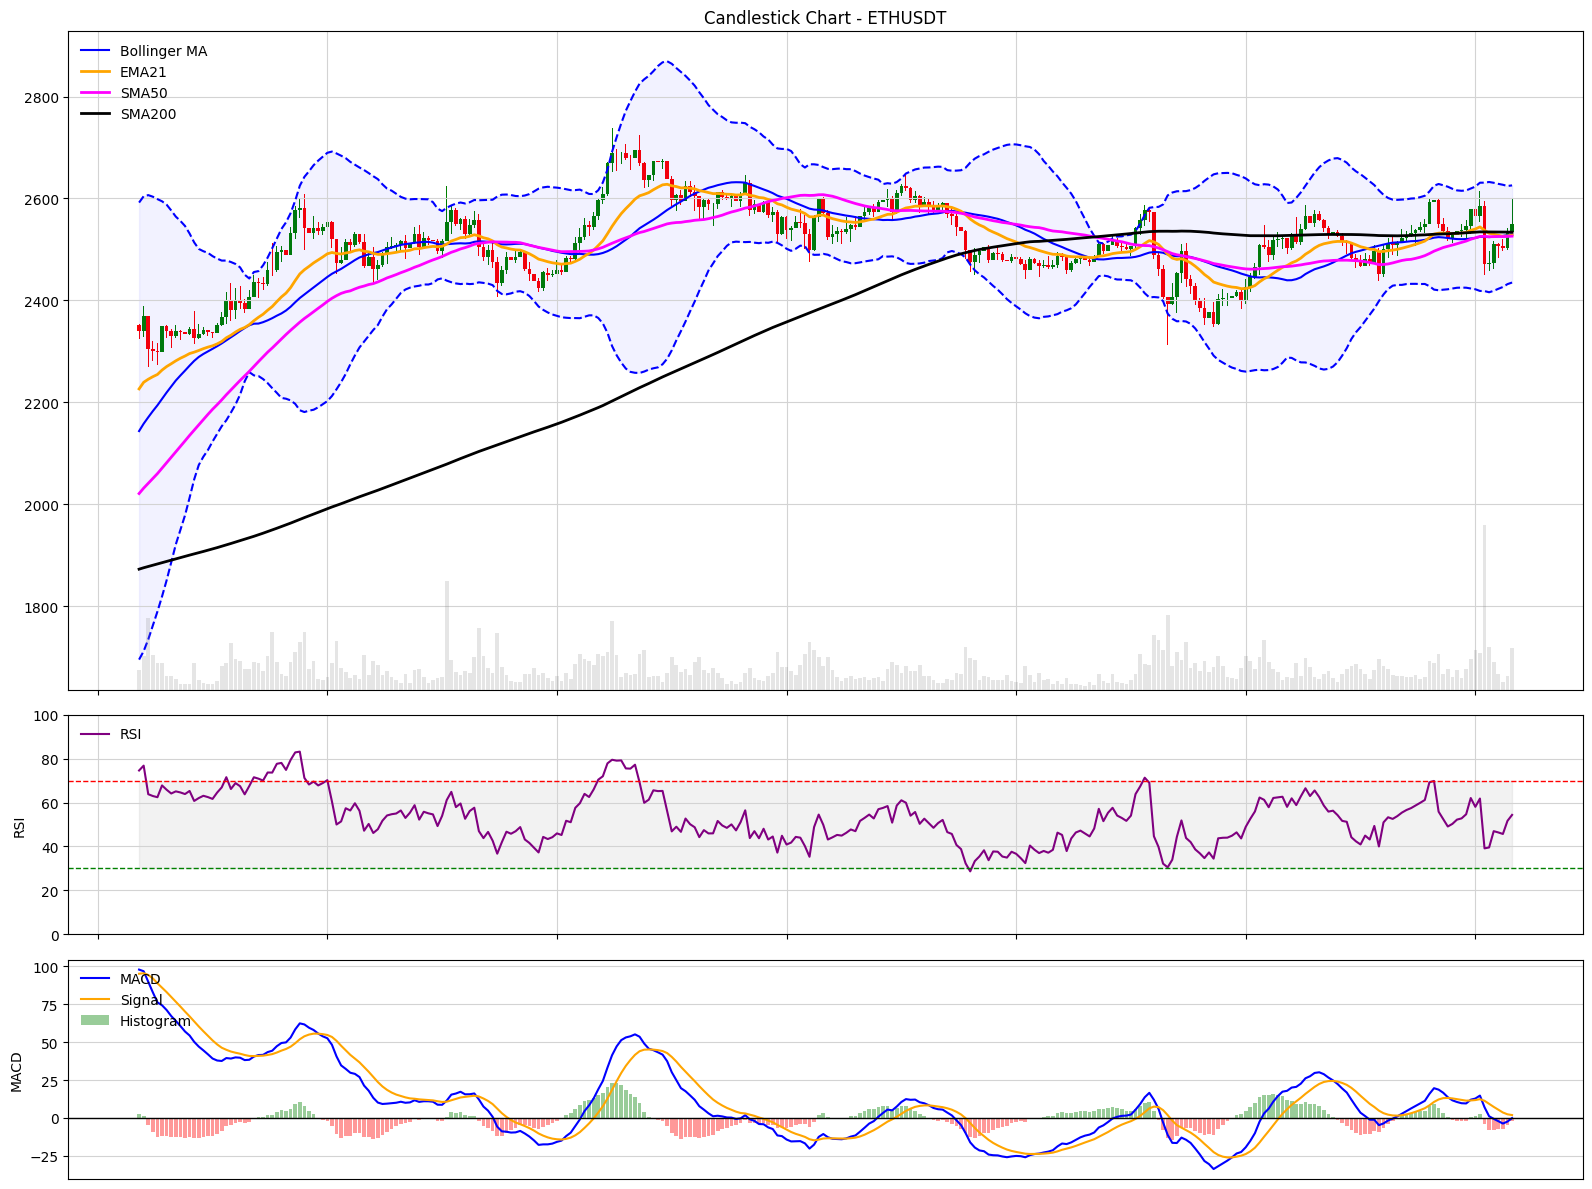 Candlestick Chart - ETHUSDT
Bollinger MA
EMA21
SMA50
SMA200
2800
2600
2400
2200
2000
1800
RSI
100
80
60
40
20
0
RSI
MACD
Signal
Histogram
100
75
50
25
0
−25
MACD